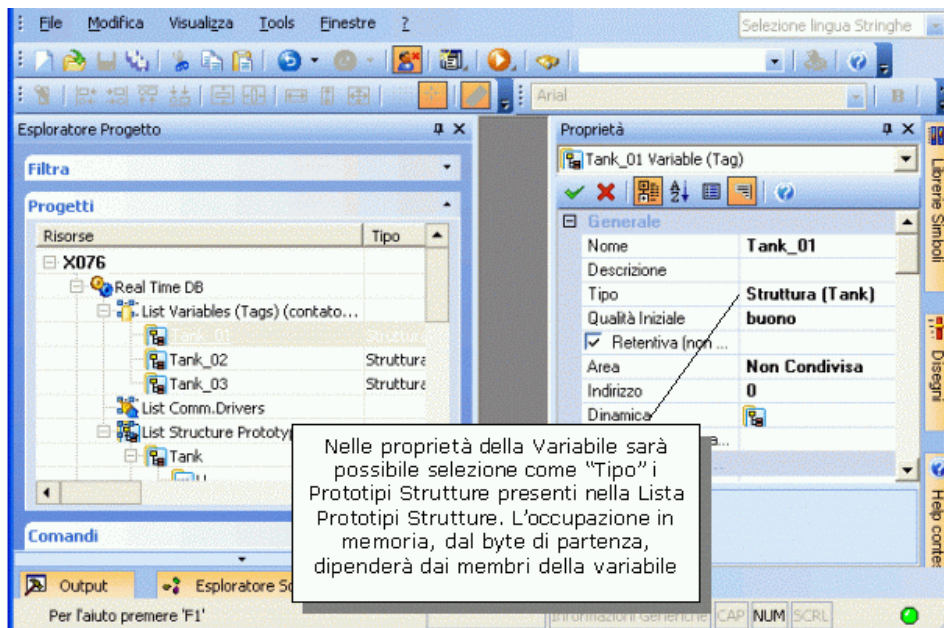 File Modifica Visualizza Tools Finestre ?
Selezione lingua Stringhe
Arial
B
Esploratore Progetto
Filtra
Progetti
Risorse Tipo
X076
Real Time DB
List Variables (Tags) (contato...
Tank_01 Struttura
Tank_02 Struttura
Tank_03 Struttura
List Comm.Drivers
List Structure Prototyp
Tank
Comandi
Proprietà
Tank_01 Variable (Tag)
Generale
Nome Tank_01
Descrizione
Tipo Struttura (Tank)
Qualità Iniziale buono
Retentiva (non ...
Area Non Condivisa
Indirizzo 0
Dinamica
Librerie Simboli
Disegni
Help contes
Nelle proprietà della Variabile sarà
possibile selezione come “Tipo” i
Prototipi Strutture presenti nella Lista
Prototipi Strutture. L’occupazione in
memoria, dal byte di partenza,
dipenderà dai membri della variabile
Output Esploratore Sc
Per l'aiuto premere 'F1'
Informazioni Generiche CAP NUM SCRL